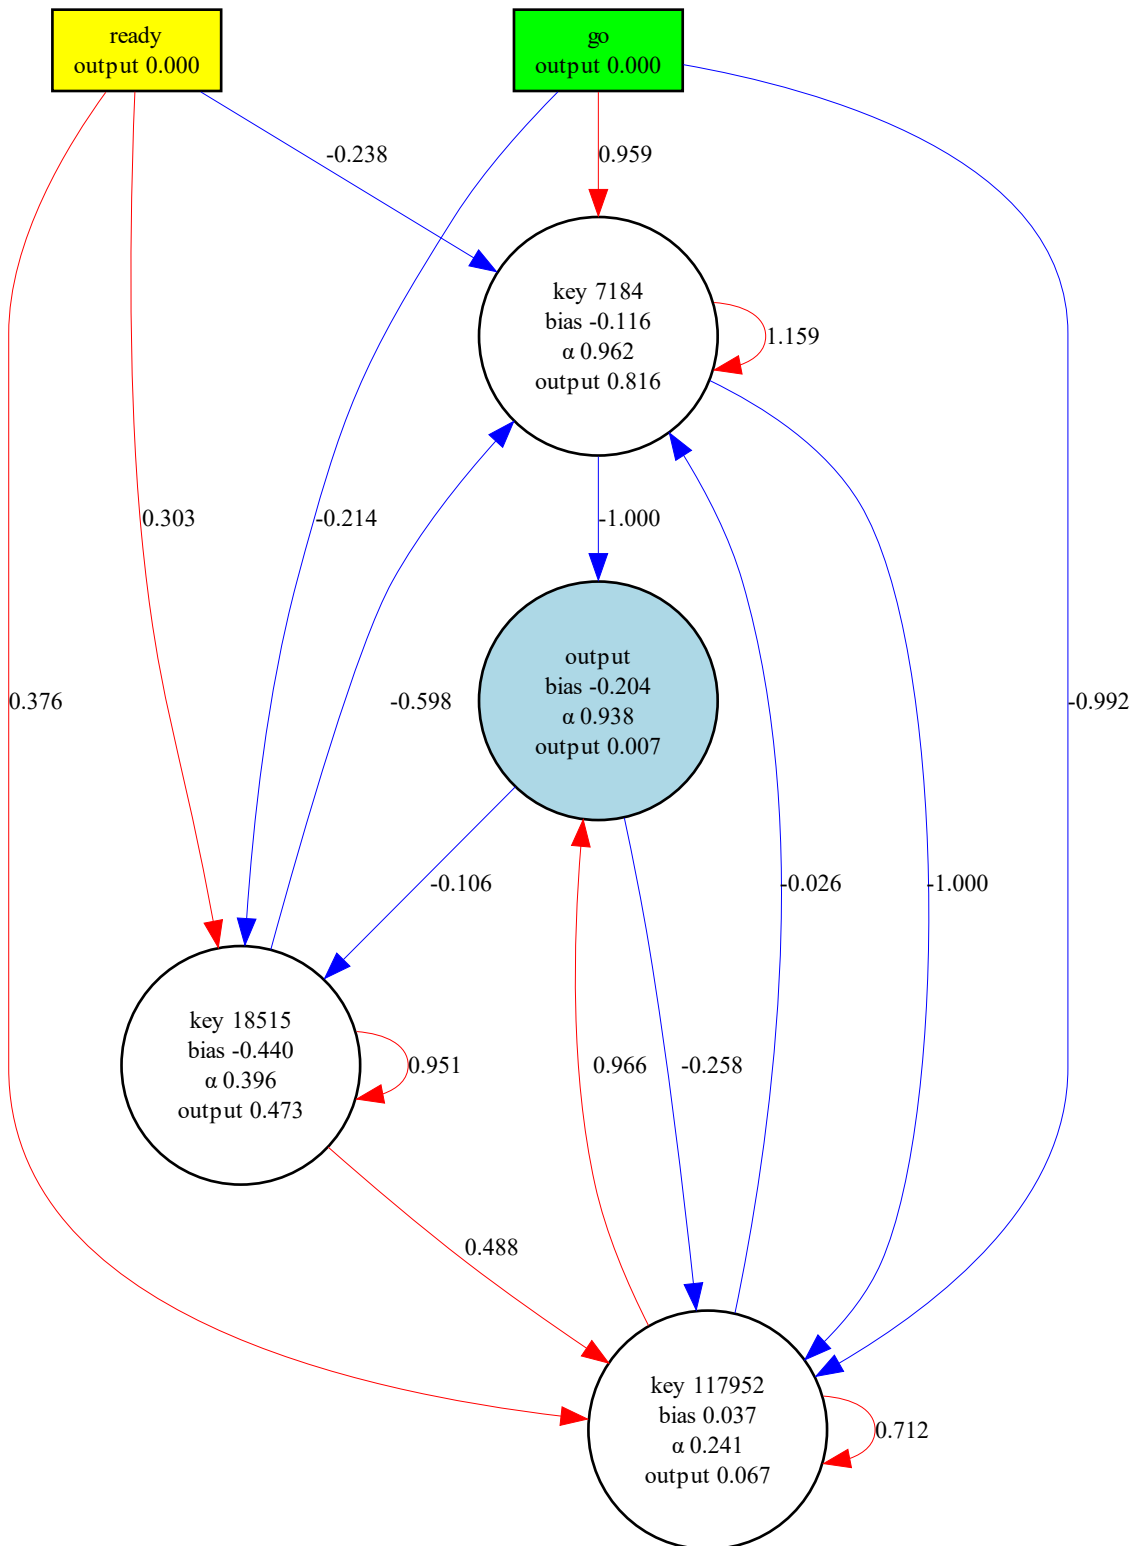 ready
output 0.000
go
output 0.000
-0.238
0.959
key 7184
bias -0.116
α 0.962
output 0.816
1.159
0.303
-0.214
-1.000
output
bias -0.204
α 0.938
output 0.007
0.376
-0.598
-0.992
-0.106
-0.026
-1.000
key 18515
bias -0.440
α 0.396
output 0.473
0.951
0.966
-0.258
0.488
key 117952
bias 0.037
α 0.241
output 0.067
0.712